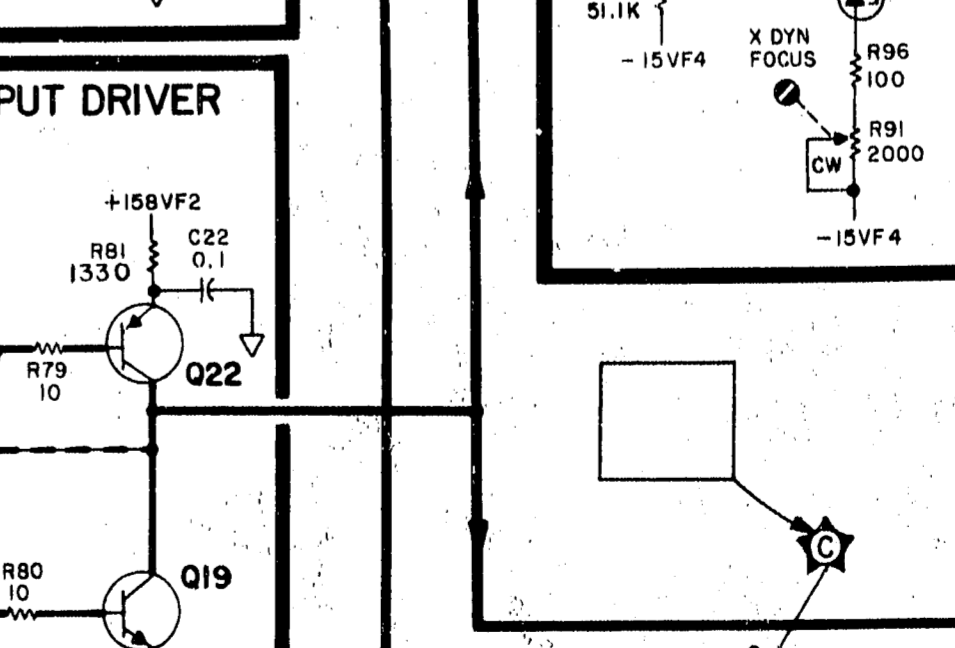 51.1K
-15VF4
X DYN
FOCUS
R96
100
R91
2000
CW
-15VF4
PUT DRIVER
+158VF2
R81
1330
C22
0.1
R79
10
Q22
R80
10
Q19
C